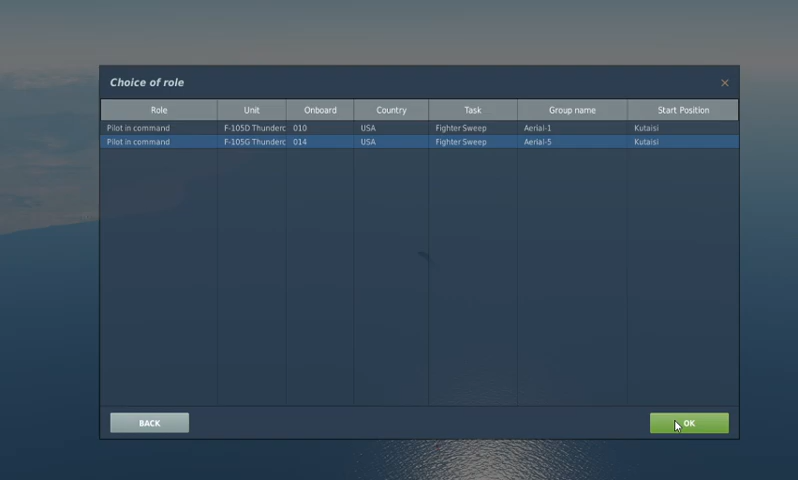 Choice of role
Role Unit Onboard Country Task Group name Start Position
Pilot in command F-105D Thunderc 010 USA Fighter Sweep Aerial-1 Kutaisi
Pilot in command F-105G Thunderc 014 USA Fighter Sweep Aerial-5 Kutaisi
BACK OK